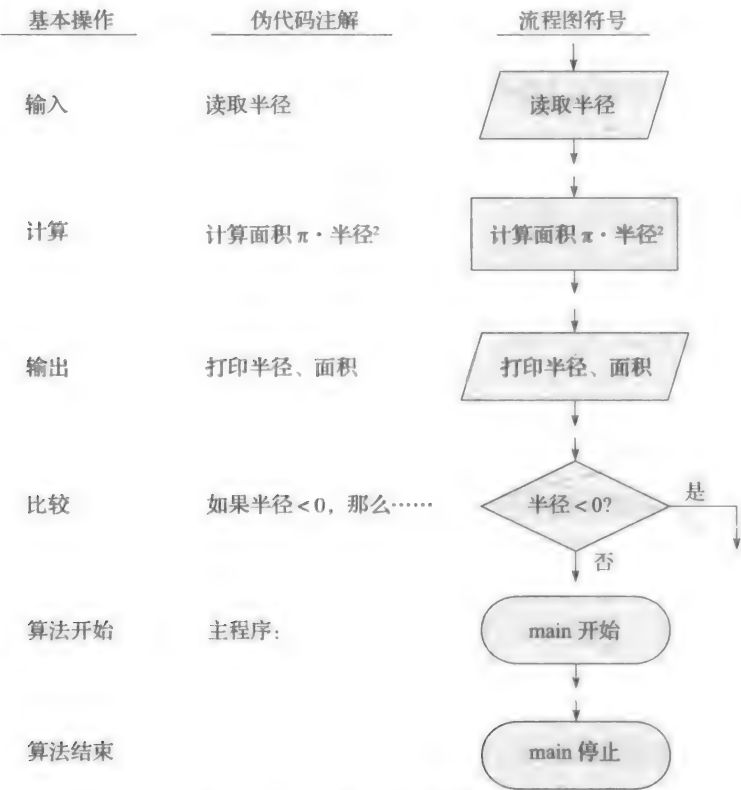 基本操作 伪代码注解 流程图符号
输入 读取半径 读取半径
计算 计算面积 π · 半径² 计算面积 π · 半径²
输出 打印半径、面积 打印半径、面积
比较 如果半径<0，那么…… 半径<0? 是
否
算法开始 主程序: main 开始
算法结束 main 停止